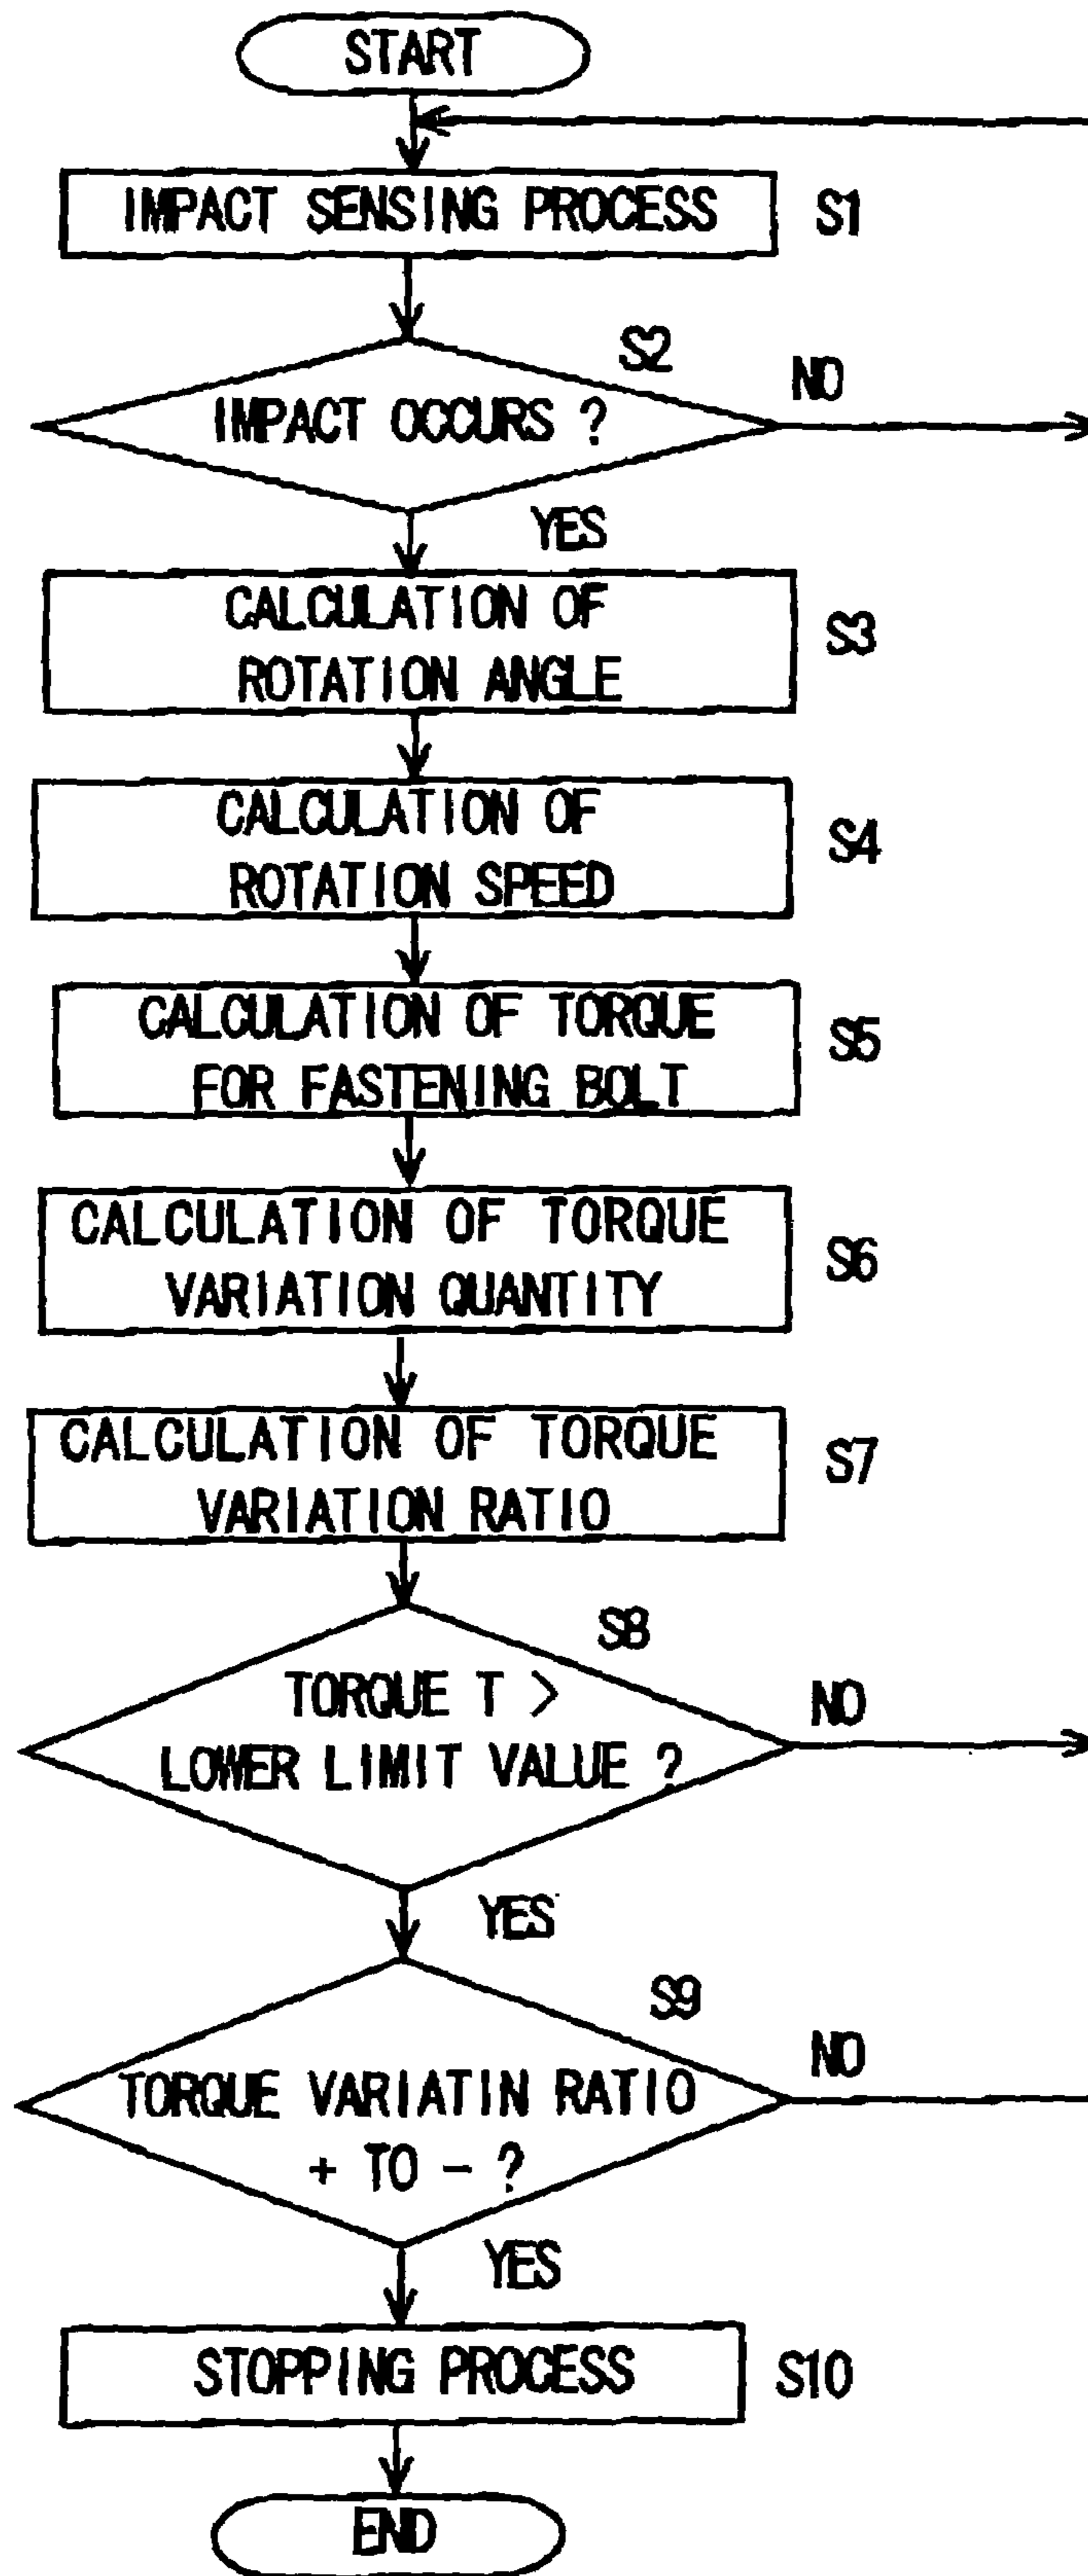 START
IMPACT SENSING PROCESS
S1
S2
NO
IMPACT OCCURS ?
YES
CALCULATION OF
ROTATION ANGLE
S3
CALCULATION OF
ROTATION SPEED
S4
CALCULATION OF TORQUE
FOR FASTENING BOLT
S5
CALCULATION OF TORQUE
VARIATION QUANTITY
S6
CALCULATION OF TORQUE
VARIATION RATIO
S7
S8
TORQUE T >
LOWER LIMIT VALUE ?
NO
YES
S9
NO
TORQUE VARIATIN RATIO
+ TO - ?
YES
STOPPING PROCESS
S10
END